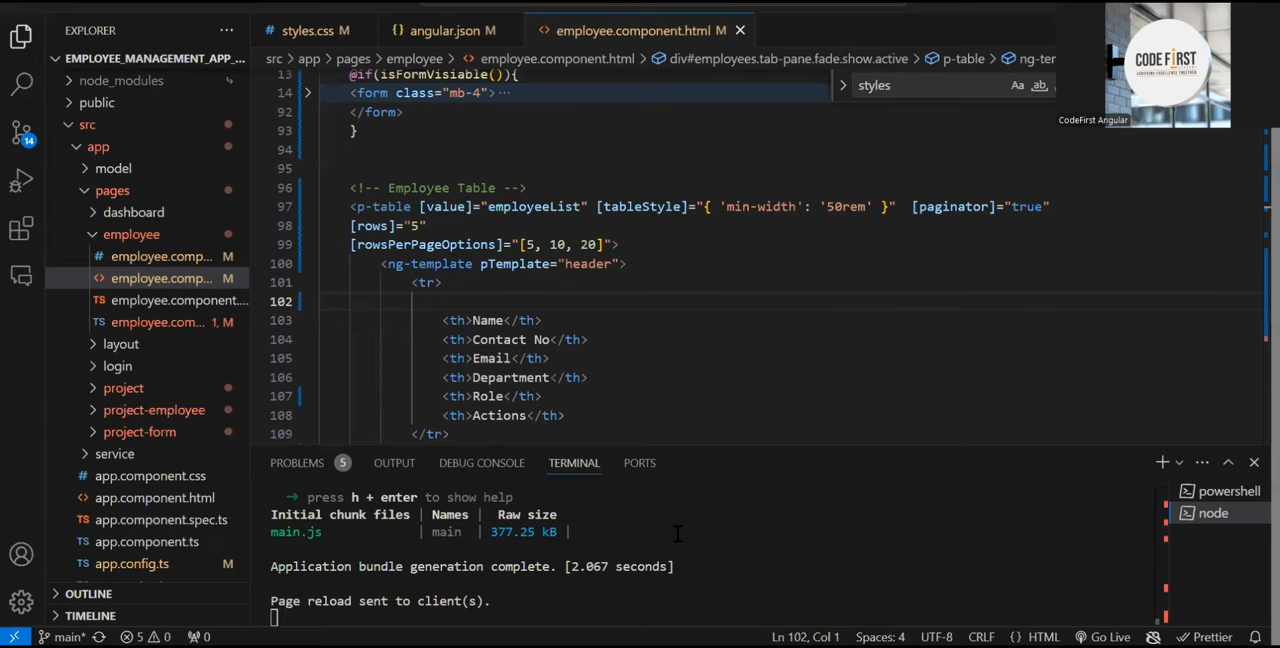 EXPLORER
EMPLOYEE_MANAGEMENT_APP_...
node_modules
public
src
app
model
pages
dashboard
employee
employee.comp... M
employee.comp... M
employee.component....
employee.com... 1, M
layout
login
project
project-employee
project-form
service
app.component.css
app.component.html
app.component.spec.ts
app.component.ts
app.config.ts M
OUTLINE
TIMELINE
14
styles.css M
angular.json M
employee.component.html M
src > app > pages > employee > employee.component.html > div#employees.tab-pane.fade.show.active > p-table > ng-ter
styles
Aa ab,
CODE FIRST
CodeFirst Angular
13 @if(isFormVisiable()){
14 <form class="mb-4"> ...
92 </form>
93 }
94
95
96 <!-- Employee Table -->
97 <p-table [value]="employeeList" [tableStyle]="{ 'min-width': '50rem' }" [paginator]="true"
98 [rows]="5"
99 [rowsPerPageOptions]="[5, 10, 20]">
100 <ng-template pTemplate="header">
101 <tr>
102
103 <th>Name</th>
104 <th>Contact No</th>
105 <th>Email</th>
106 <th>Department</th>
107 <th>Role</th>
108 <th>Actions</th>
109 </tr>
PROBLEMS 5 OUTPUT DEBUG CONSOLE TERMINAL PORTS
→ press h + enter to show help
Initial chunk files | Names | Raw size
main.js | main | 377.25 kB |
Application bundle generation complete. [2.067 seconds]
Page reload sent to client(s).
powershell
node
main* 5 0 0 Ln 102, Col 1 Spaces: 4 UTF-8 CRLF {} HTML Go Live Prettier